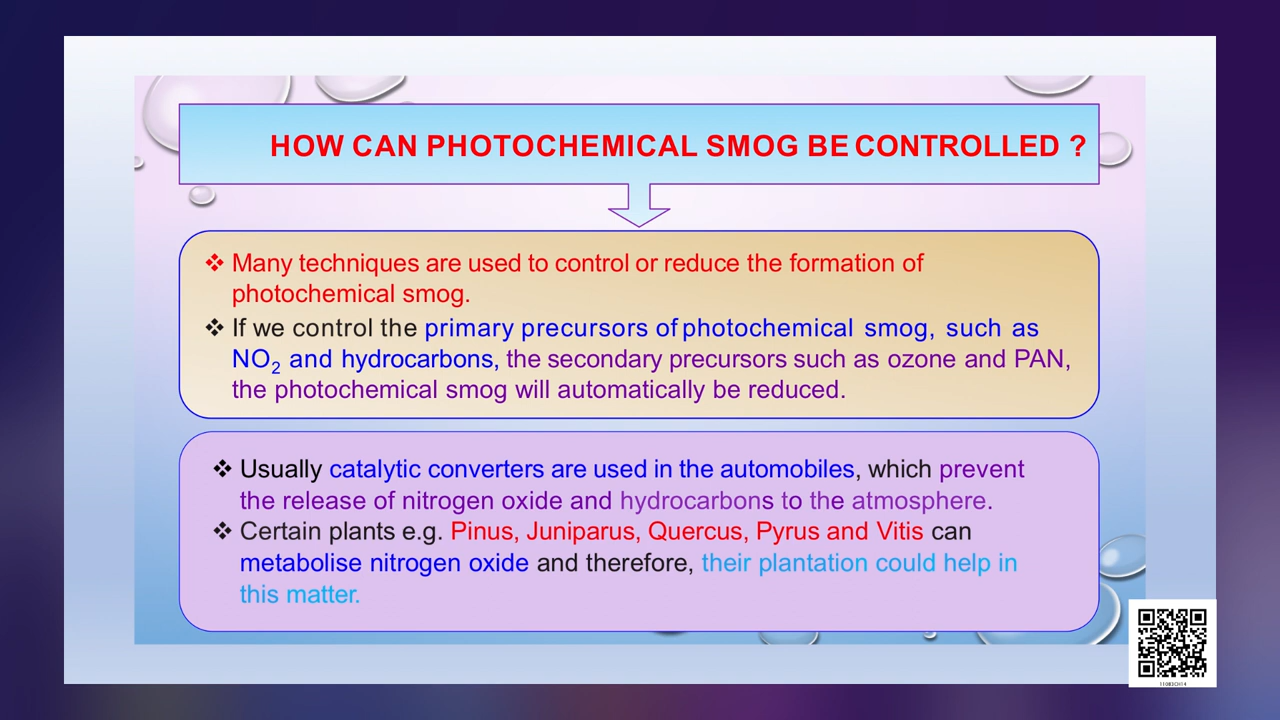 HOW CAN PHOTOCHEMICAL SMOG BE CONTROLLED ?
❖ Many techniques are used to control or reduce the formation of
photochemical smog.
❖ If we control the primary precursors of photochemical smog, such as
NO₂ and hydrocarbons, the secondary precursors such as ozone and PAN,
the photochemical smog will automatically be reduced.
❖ Usually catalytic converters are used in the automobiles, which prevent
the release of nitrogen oxide and hydrocarbons to the atmosphere.
❖ Certain plants e.g. Pinus, Juniparus, Quercus, Pyrus and Vitis can
metabolise nitrogen oxide and therefore, their plantation could help in
this matter.